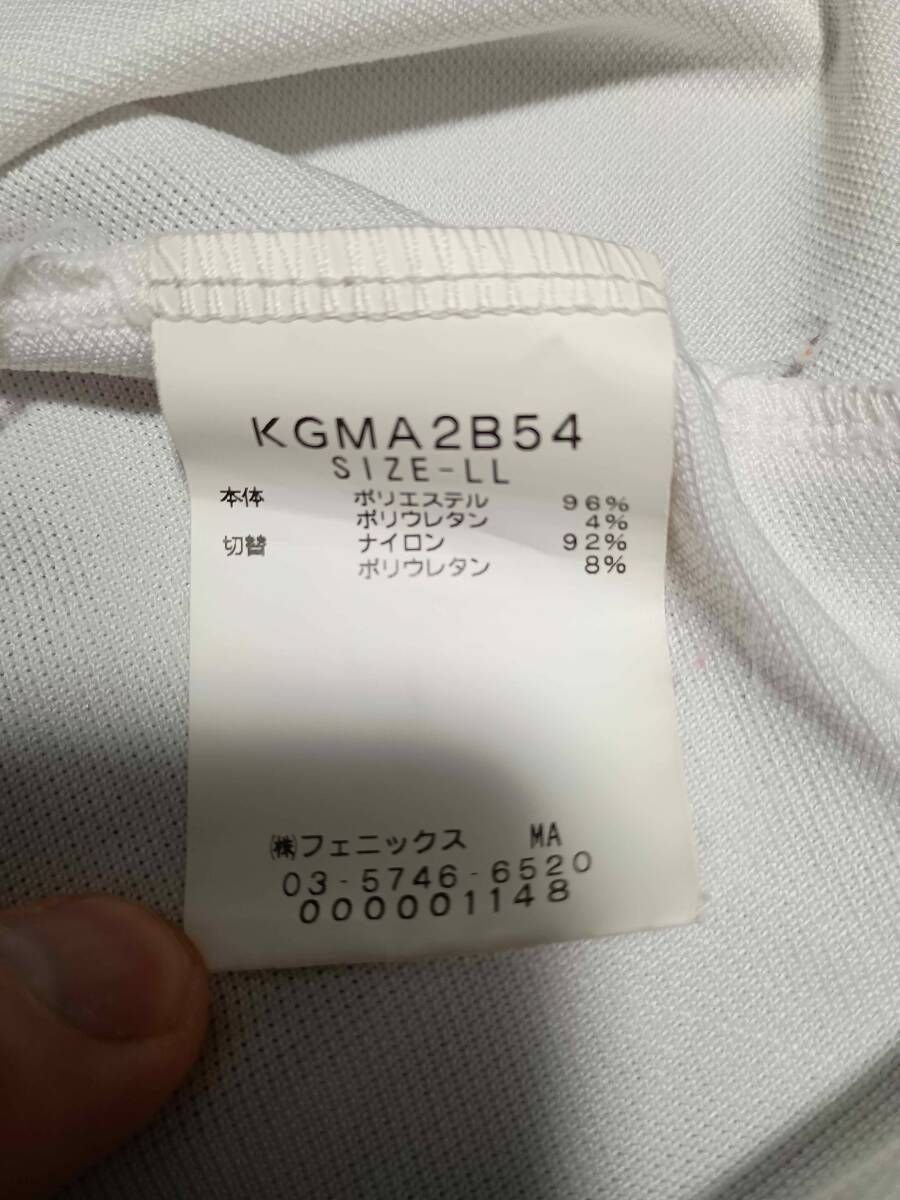 KGMA2B54
SIZE-LL
本体 ポリエステル 96%
ポリウレタン 4%
切替 ナイロン 92%
ポリウレタン 8%
㈱フェニックス MA
03-5746-6520
000001148